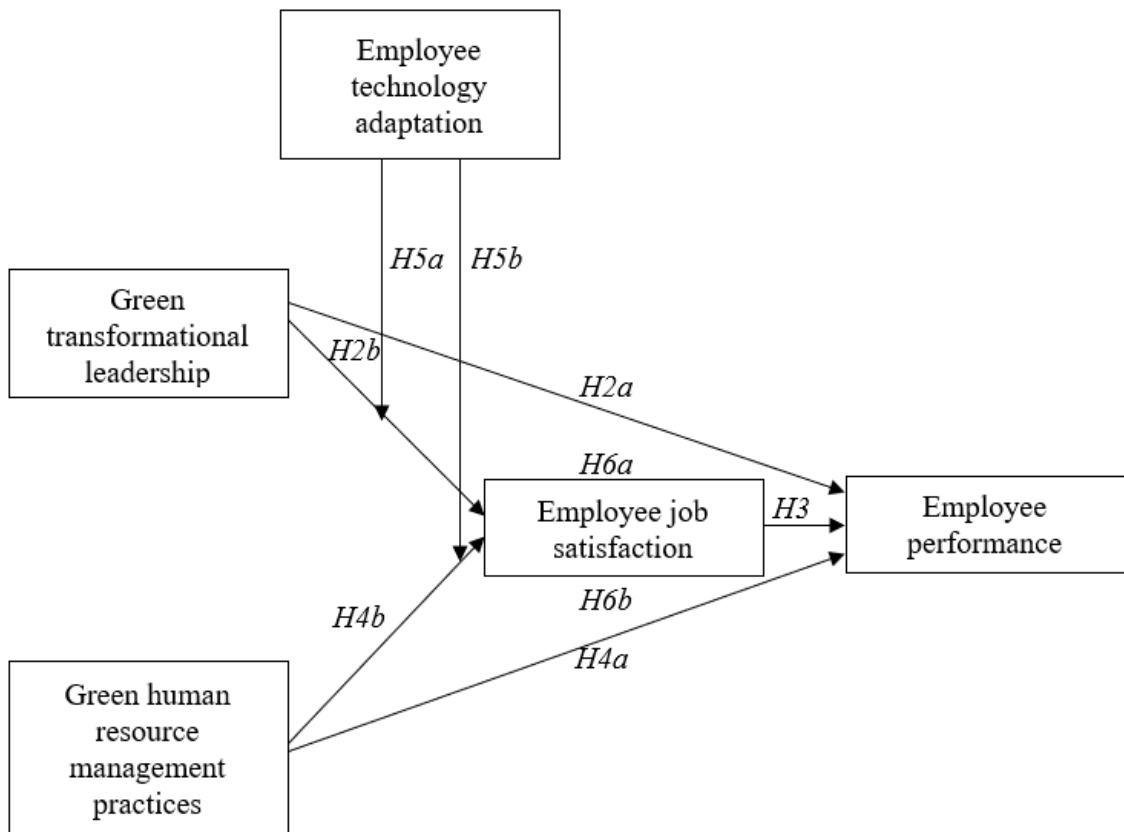 Employee
technology
adaptation
H5a
H5b
Green
transformational
leadership
H2b
H2a
H6a
Employee job
satisfaction
H3
Employee
performance
H4b
H6b
H4a
Green human
resource
management
practices